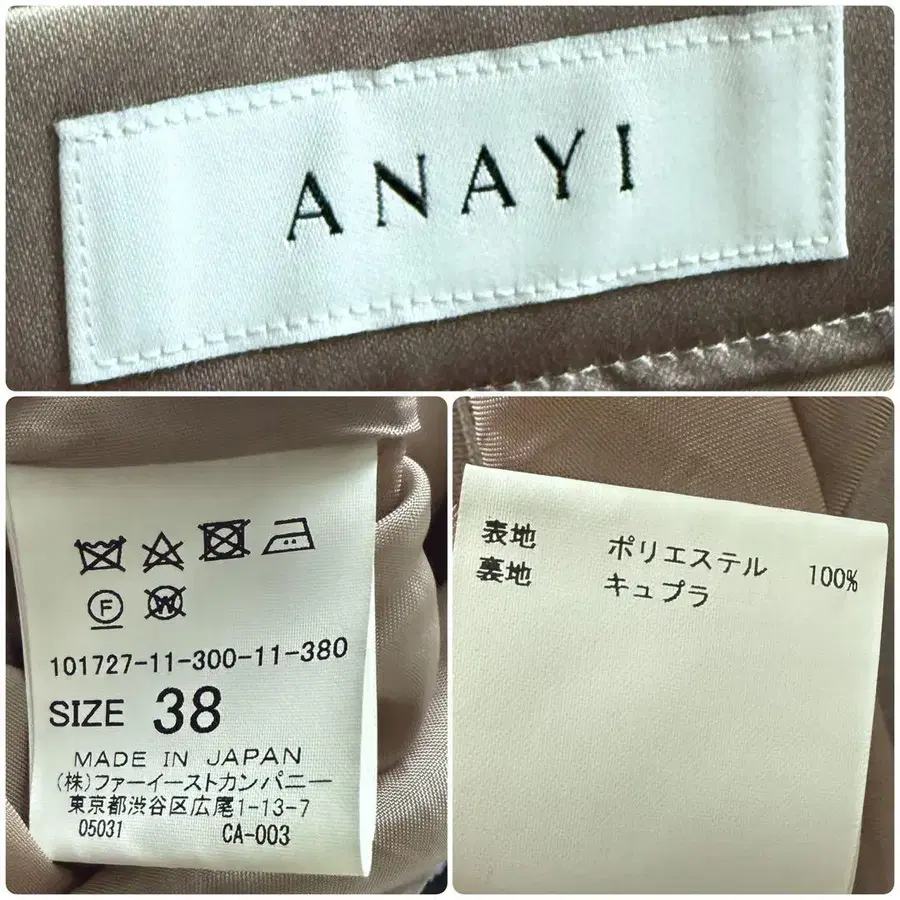 ANAYI
F W
101727-11-300-11-380
SIZE 38
MADE IN JAPAN
(株)ファーイーストカンパニー
東京都渋谷区広尾1-13-7
05031 CA-003
表地 ポリエステル 100%
裏地 キュプラ